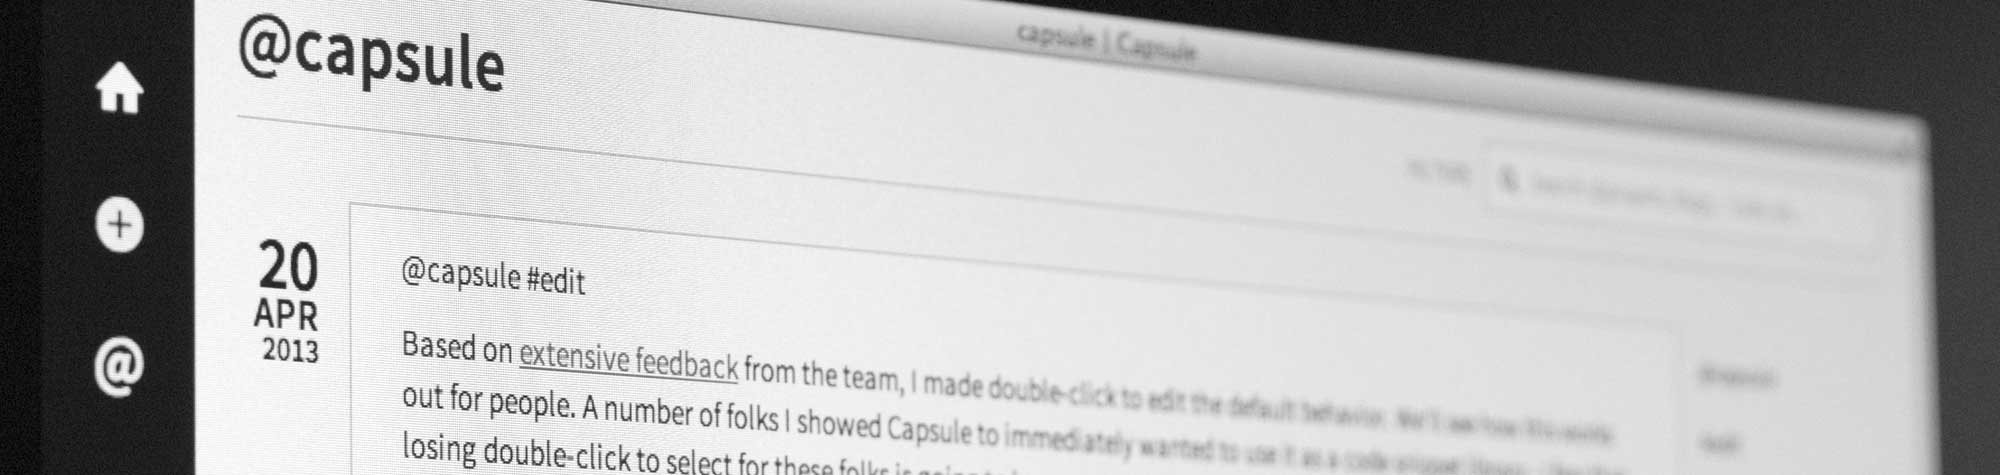 capsule | Capsule
@capsule
20
APR
2013
@capsule #edit
Based on extensive feedback from the team, I made double-click to edit the default behavior. We'll see how this works
out for people. A number of folks I showed Capsule to immediately wanted to use it as a code snippet library.
losing double-click to select for these folks is going to